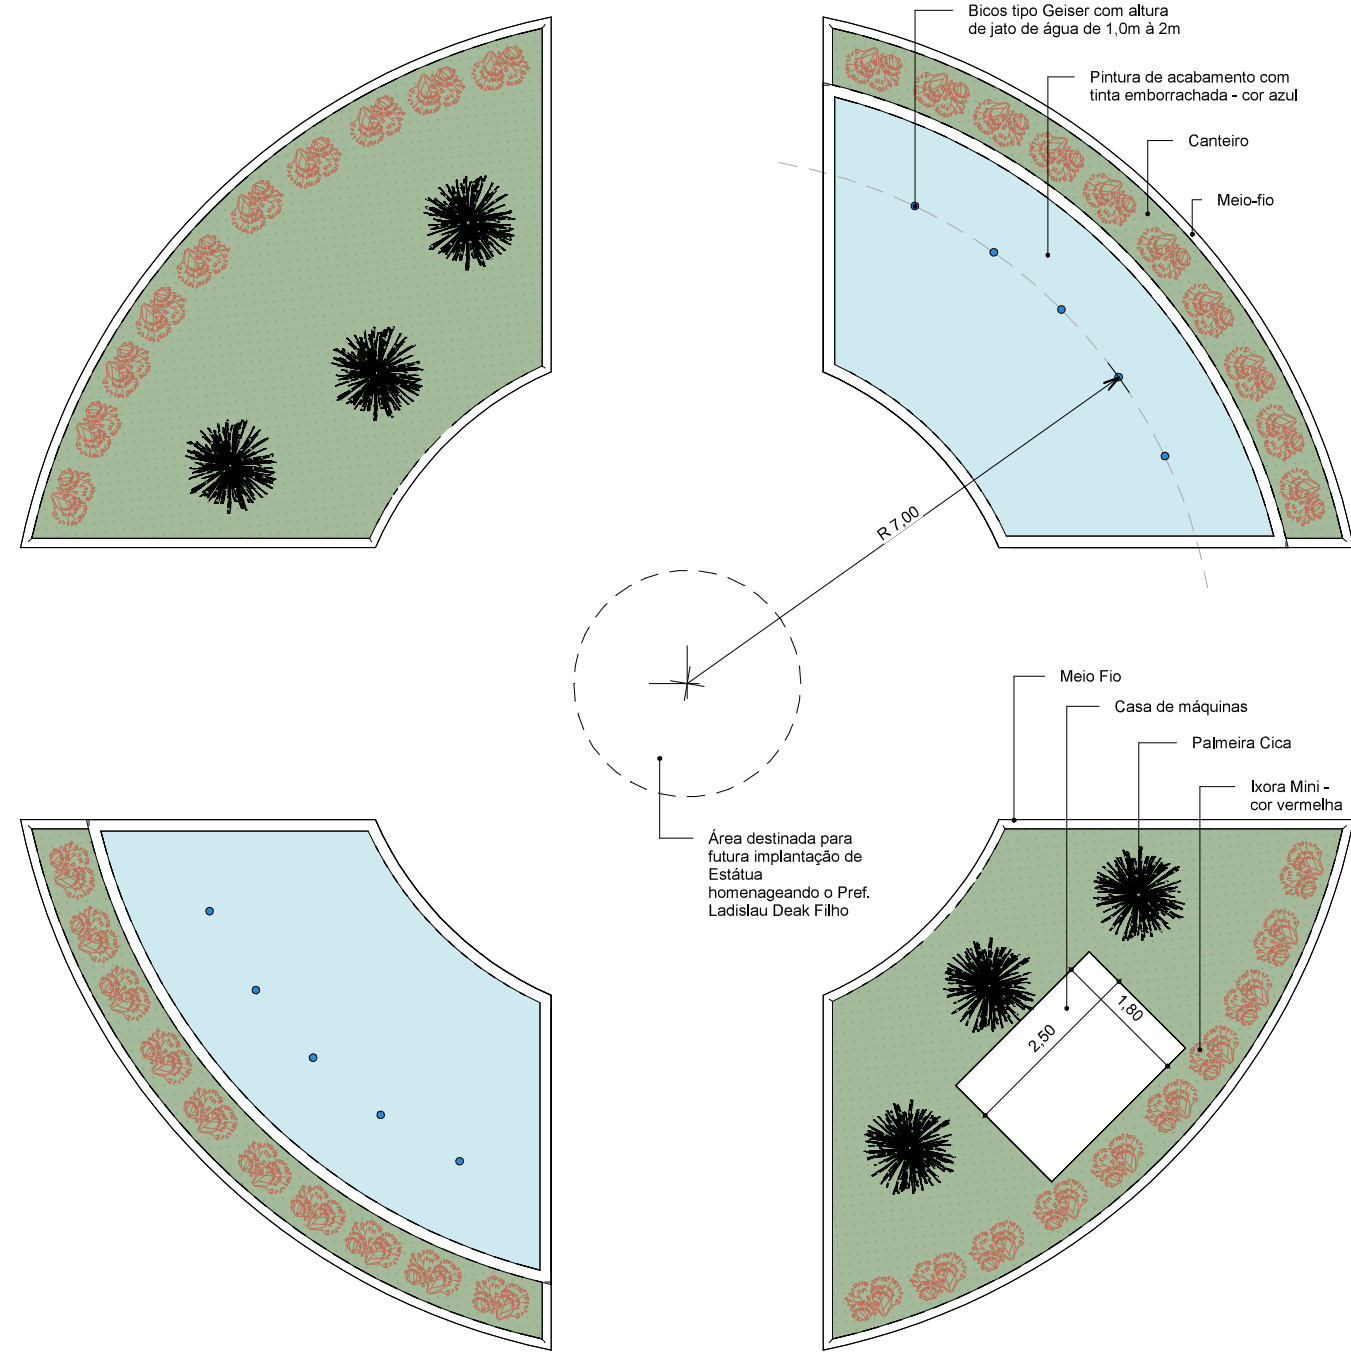 Bicos tipo Geiser com altura
de jato de água de 1,0m à 2m
Pintura de acabamento com
tinta emborrachada - cor azul
Canteiro
Meio-fio
R 7,00
Meio Fio
Casa de máquinas
Palmeira Cica
Ixora Mini -
cor vermelha
Área destinada para
futura implantação de
Estátua
homenageando o Pref.
Ladislau Deak Filho
1,80
2,50